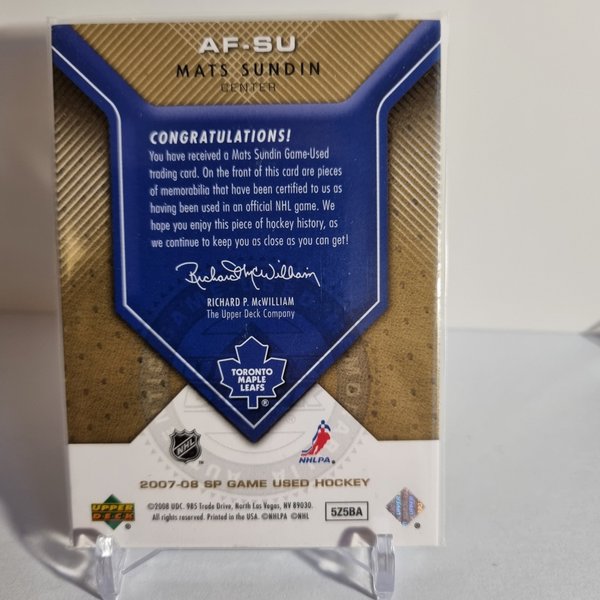 AF-SU
MATS SUNDIN
CENTER
CONGRATULATIONS!
You have received a Mats Sundin Game-Used
trading card. On the front of this card are pieces
of memorabilia that have been certified to us as
having been used in an official NHL game. We
hope you enjoy this piece of hockey history, as
we continue to keep you as close as you can get!
Richard P. McWilliam
RICHARD P. McWILLIAM
The Upper Deck Company
TORONTO
MAPLE
LEAFS
®
NHL
NHLPA
2007-08 SP GAME USED HOCKEY
UPPER
DECK
®
©2008 UDC. 985 Trade Drive, North Las Vegas, NV 89030.
All rights reserved. Printed in the USA. ©NHLPA ©NHL
5Z5BA